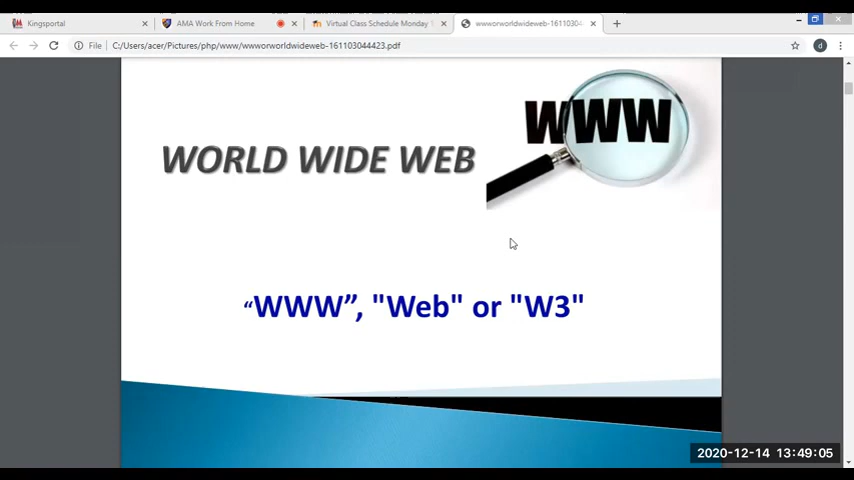 Kingsportal
AMA Work From Home
Virtual Class Schedule Monday
wwworworldwideweb-161103044
File
C:/Users/acer/Pictures/php/www/wwworworldwideweb-161103044423.pdf
d
WWW
WORLD WIDE WEB
“WWW”, "Web" or "W3"
2020-12-14 13:49:05